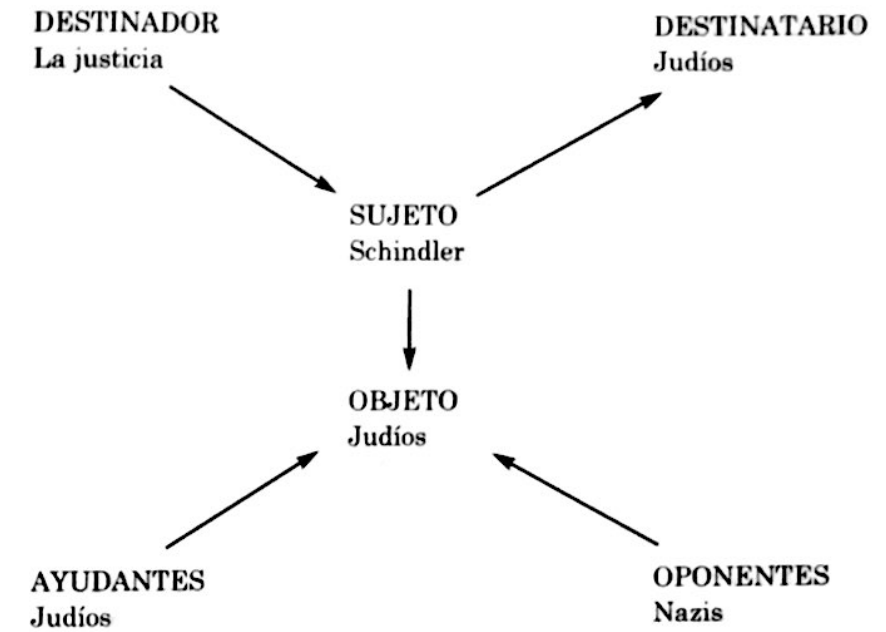 DESTINADOR
La justicia
DESTINATARIO
Judíos
SUJETO
Schindler
OBJETO
Judíos
AYUDANTES
Judíos
OPONENTES
Nazis